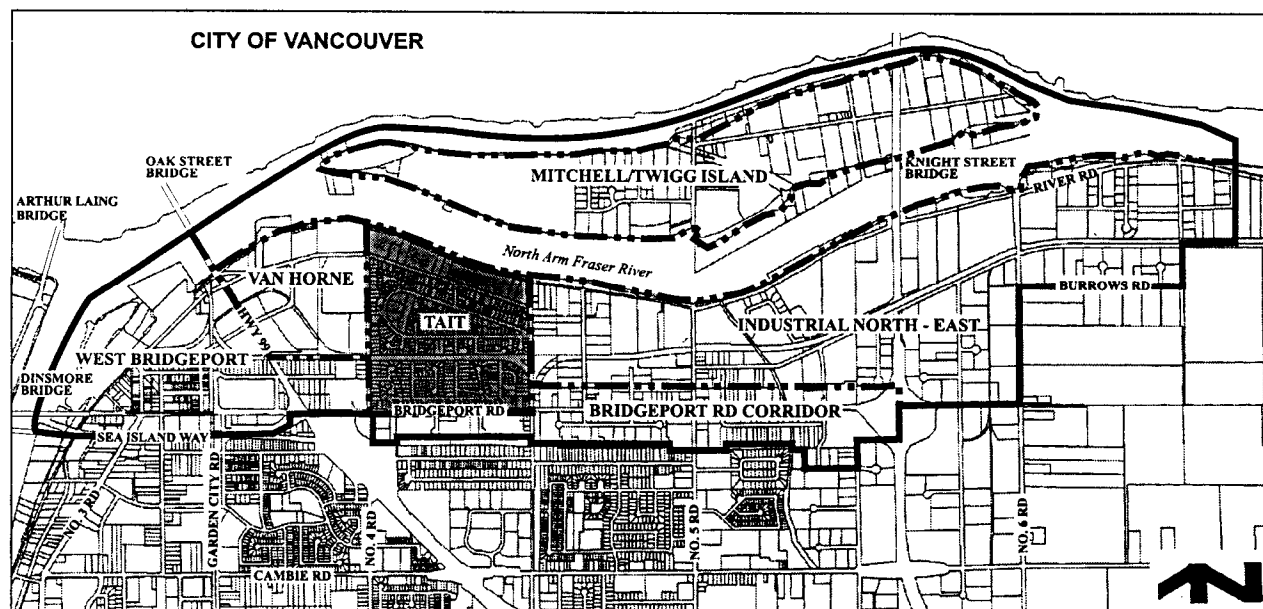 CITY OF VANCOUVER
OAK STREET
BRIDGE
ARTHUR LAING
BRIDGE
MITCHELL/TWIGG ISLAND
KNIGHT STREET
BRIDGE
RIVER RD
North Arm Fraser River
VAN HORNE
HWY 99
TAIT
BURROWS RD
INDUSTRIAL NORTH - EAST
WEST BRIDGEPORT
DINSMORE
BRIDGE
BRIDGEPORT RD
BRIDGEPORT RD CORRIDOR
SEA ISLAND WAY
NO. 3 RD
GARDEN CITY RD
NO. 4 RD
NO. 5 RD
NO. 6 RD
CAMBIE RD